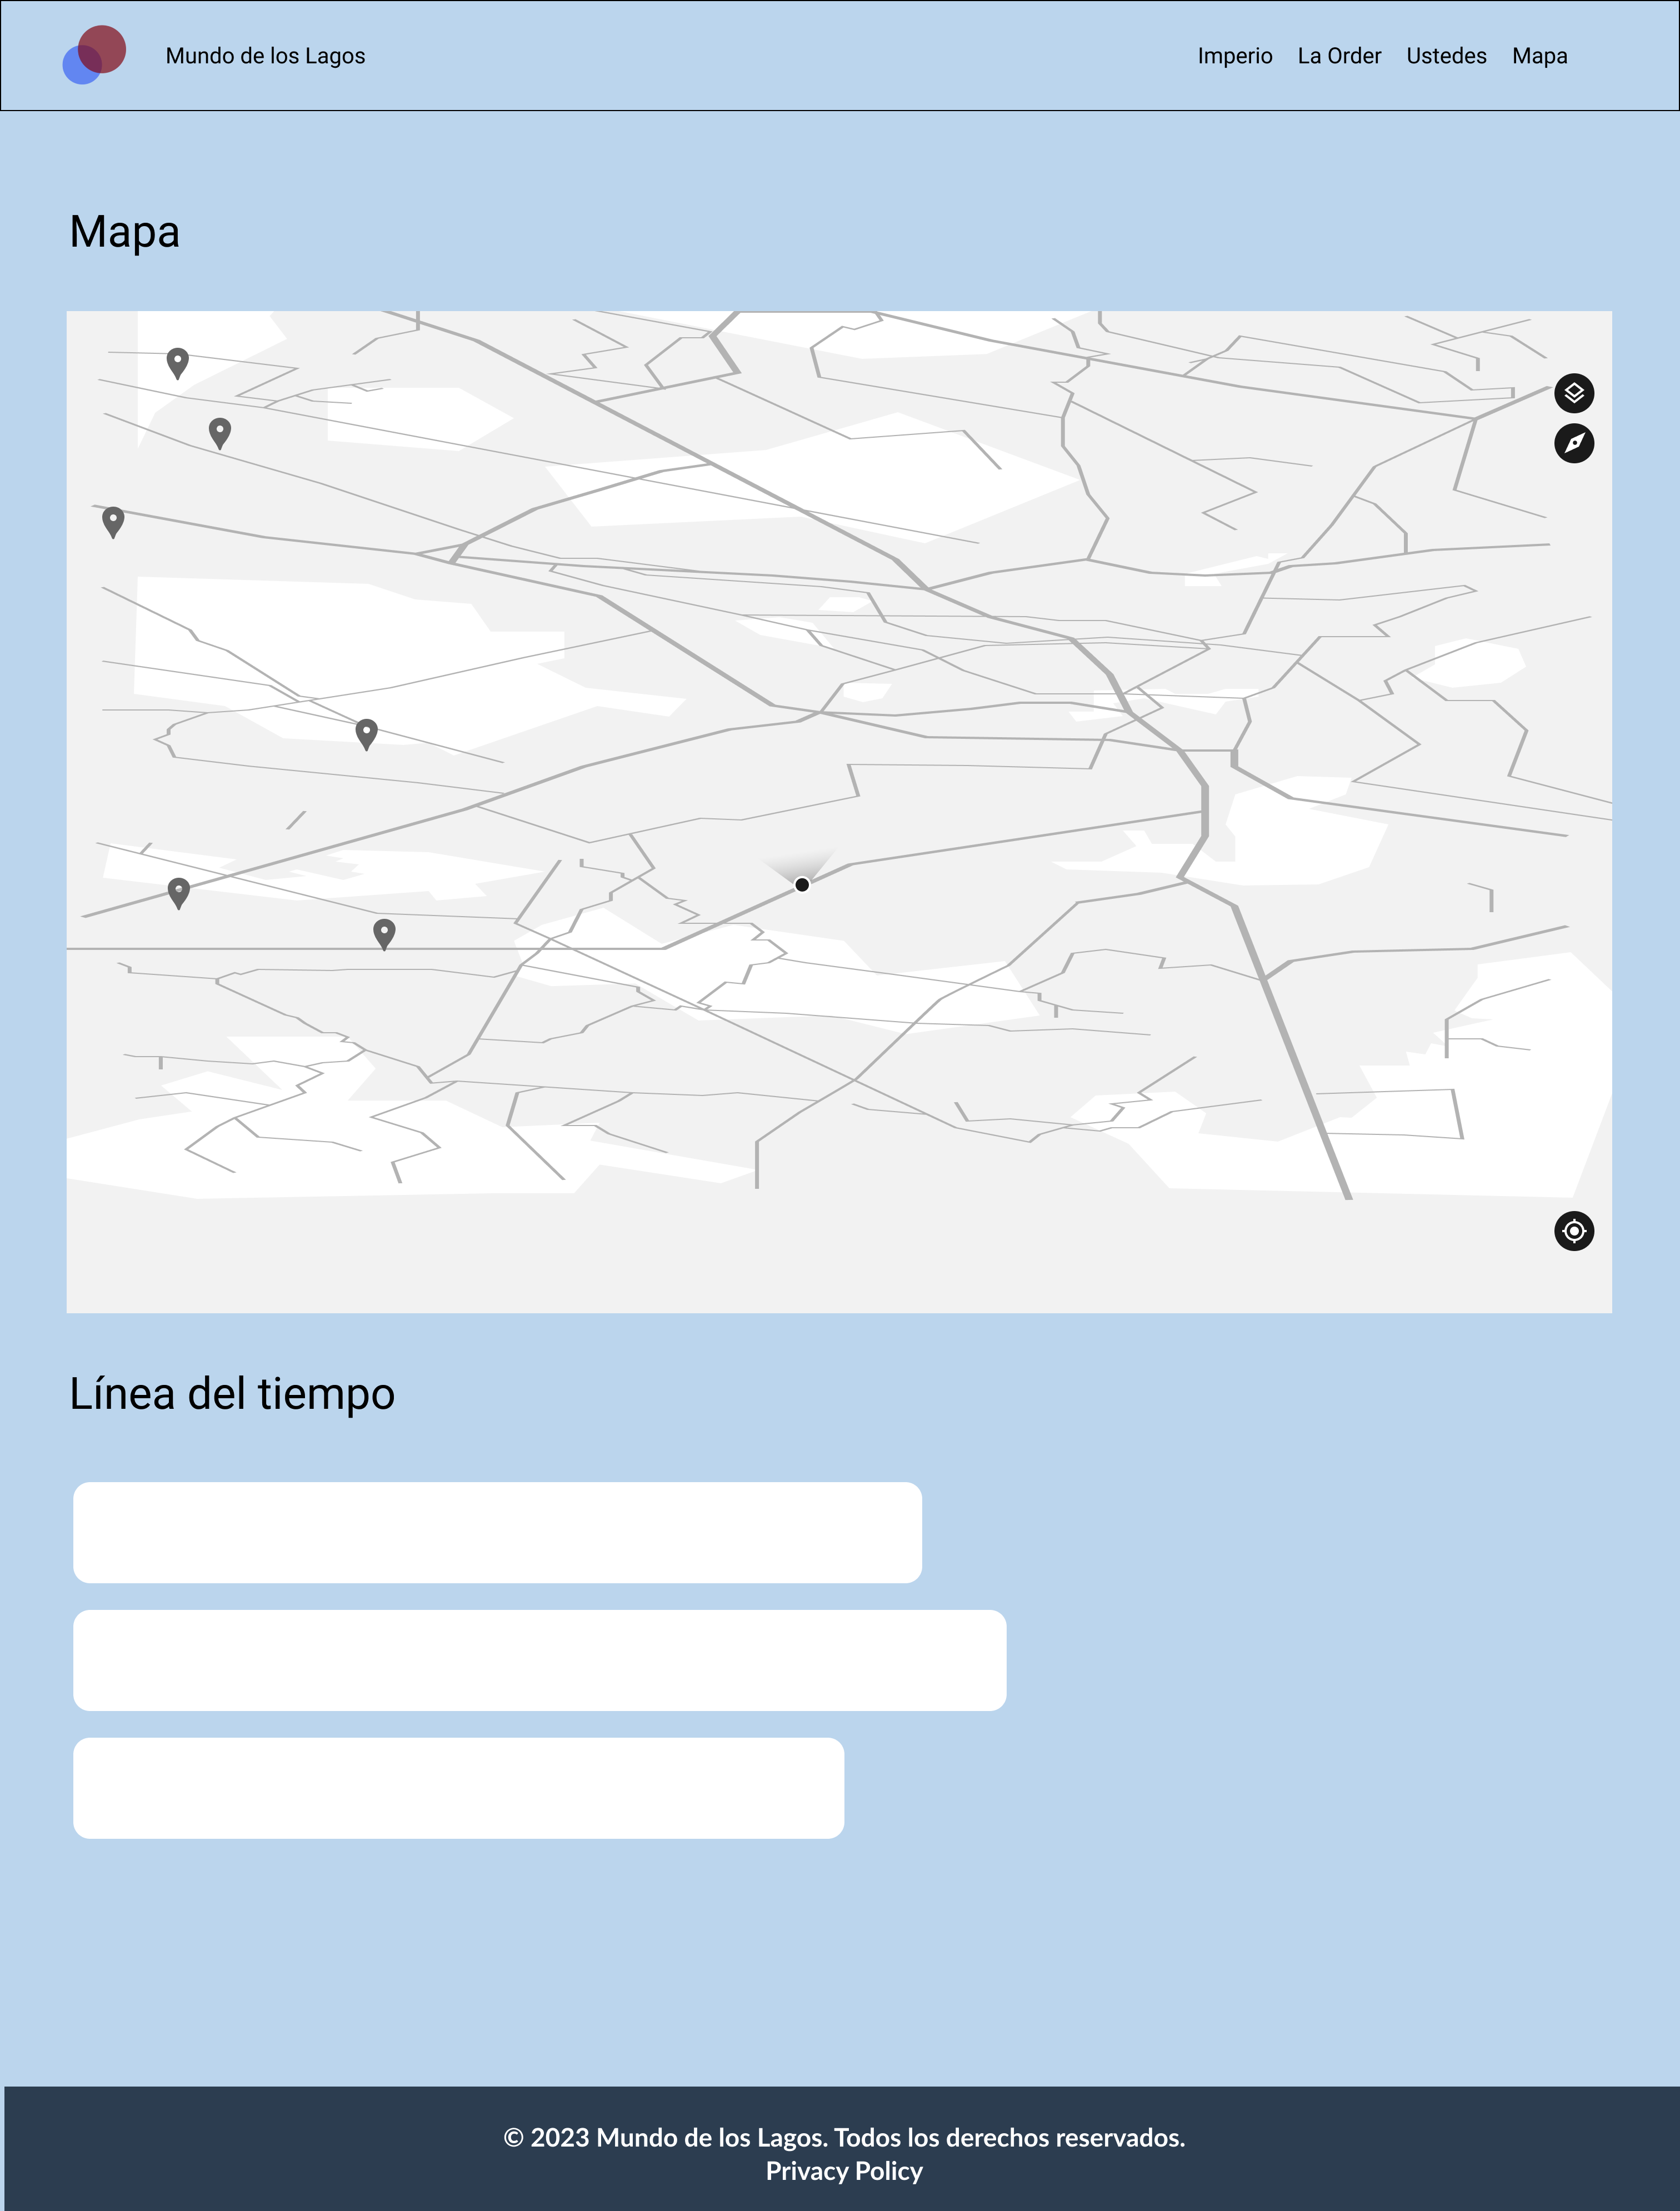 Mundo de los Lagos
Imperio La Order Ustedes Mapa
Mapa
Línea del tiempo
© 2023 Mundo de los Lagos. Todos los derechos reservados.
Privacy Policy